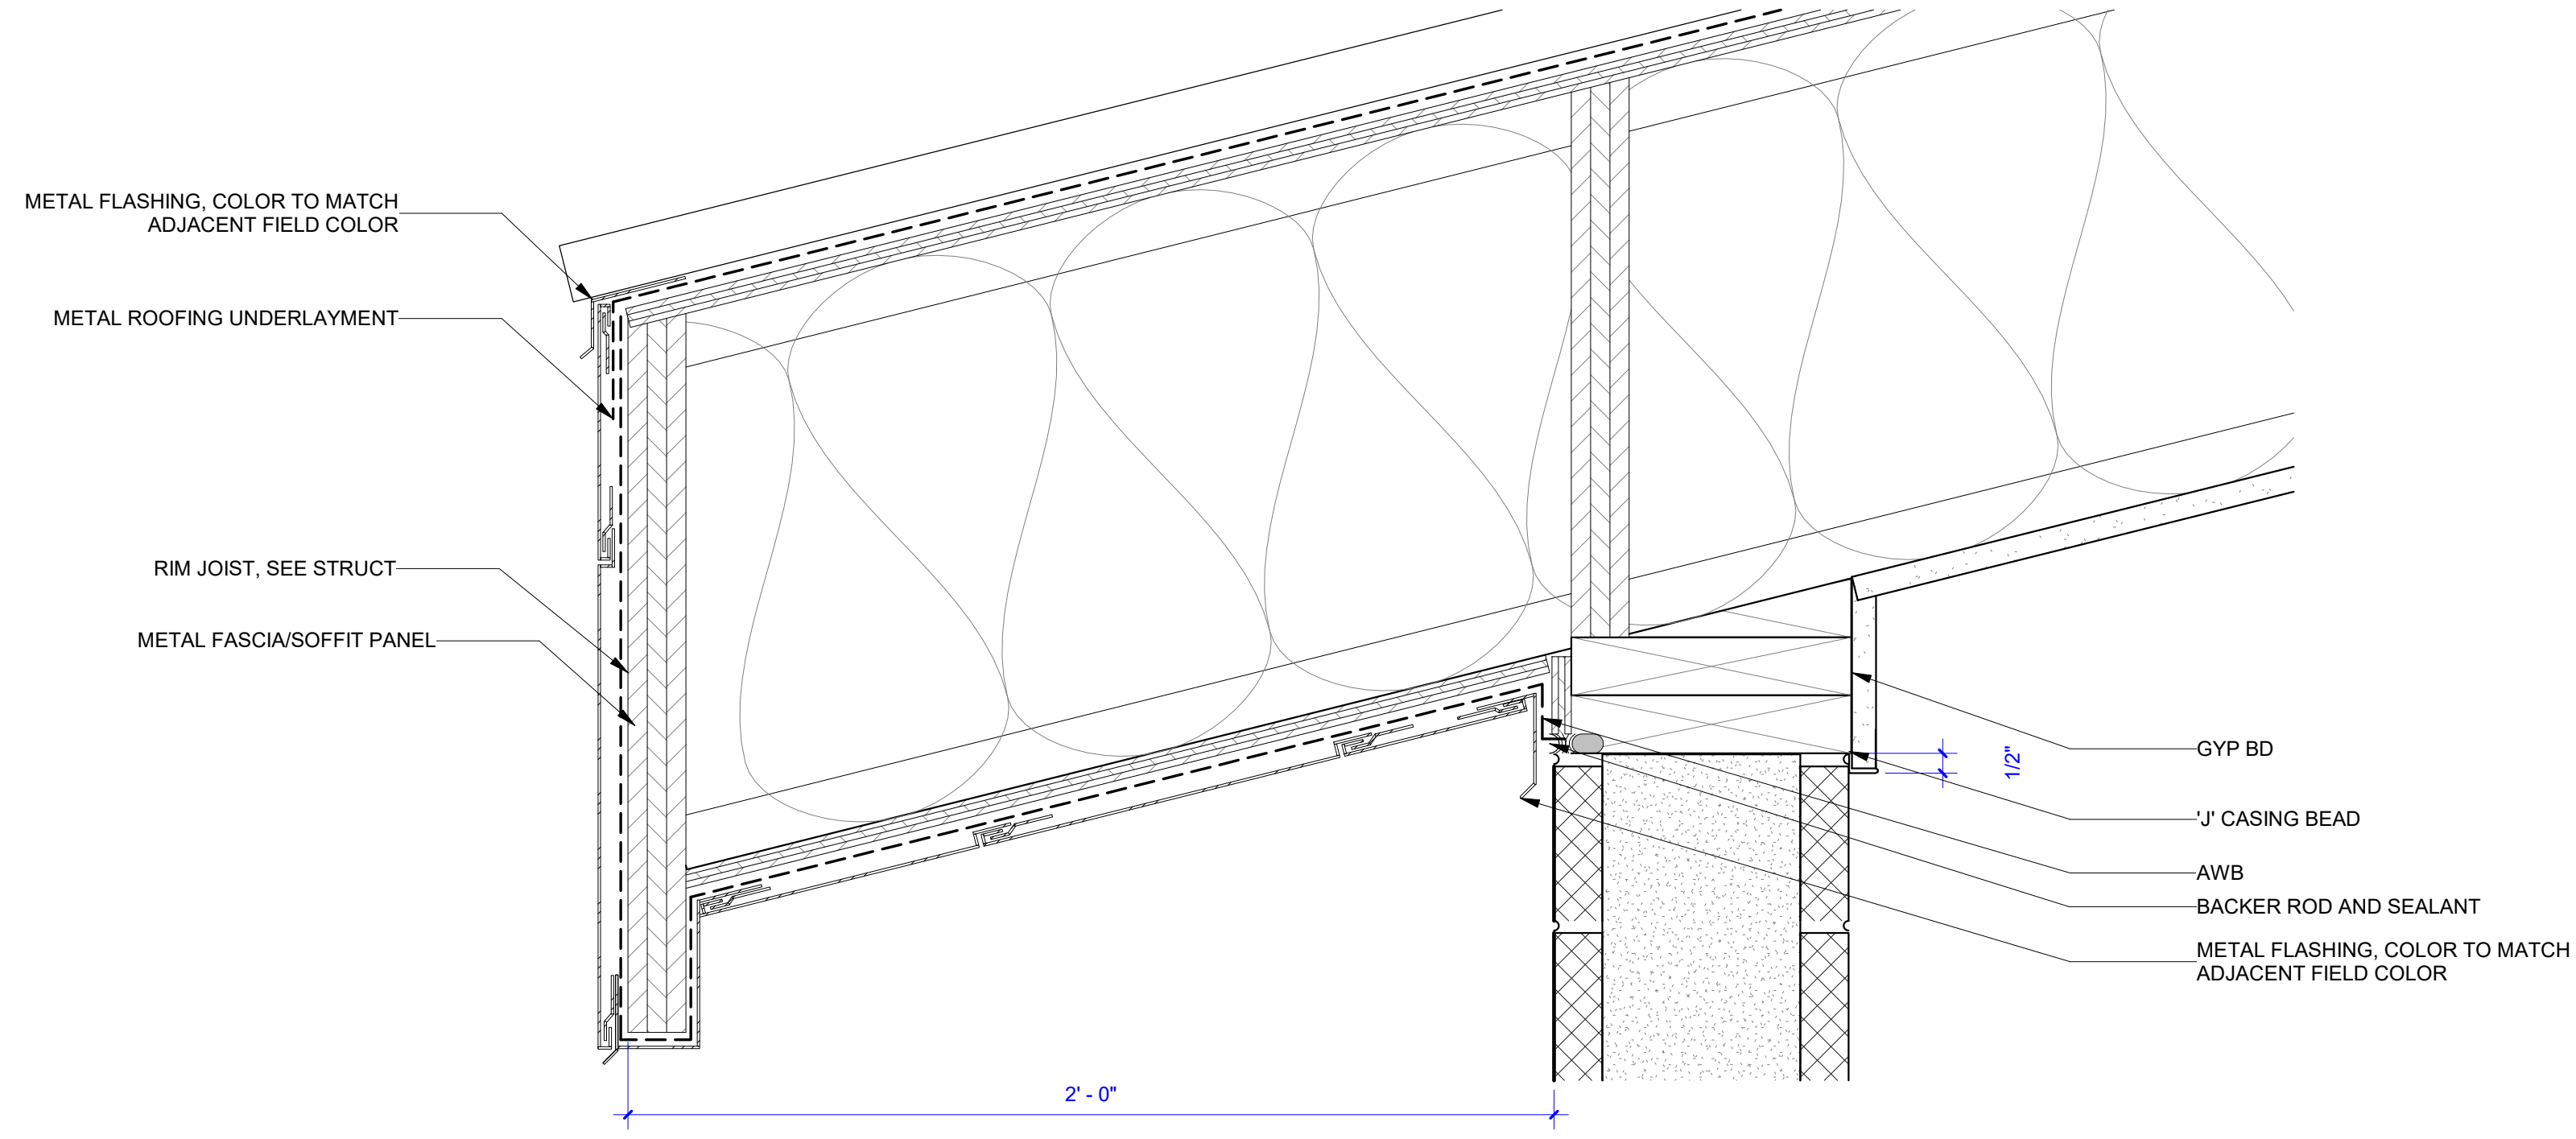 METAL FLASHING, COLOR TO MATCH
ADJACENT FIELD COLOR
METAL ROOFING UNDERLAYMENT
RIM JOIST, SEE STRUCT
METAL FASCIA/SOFFIT PANEL
GYP BD
1/2"
'J' CASING BEAD
AWB
BACKER ROD AND SEALANT
METAL FLASHING, COLOR TO MATCH
ADJACENT FIELD COLOR
2' - 0"